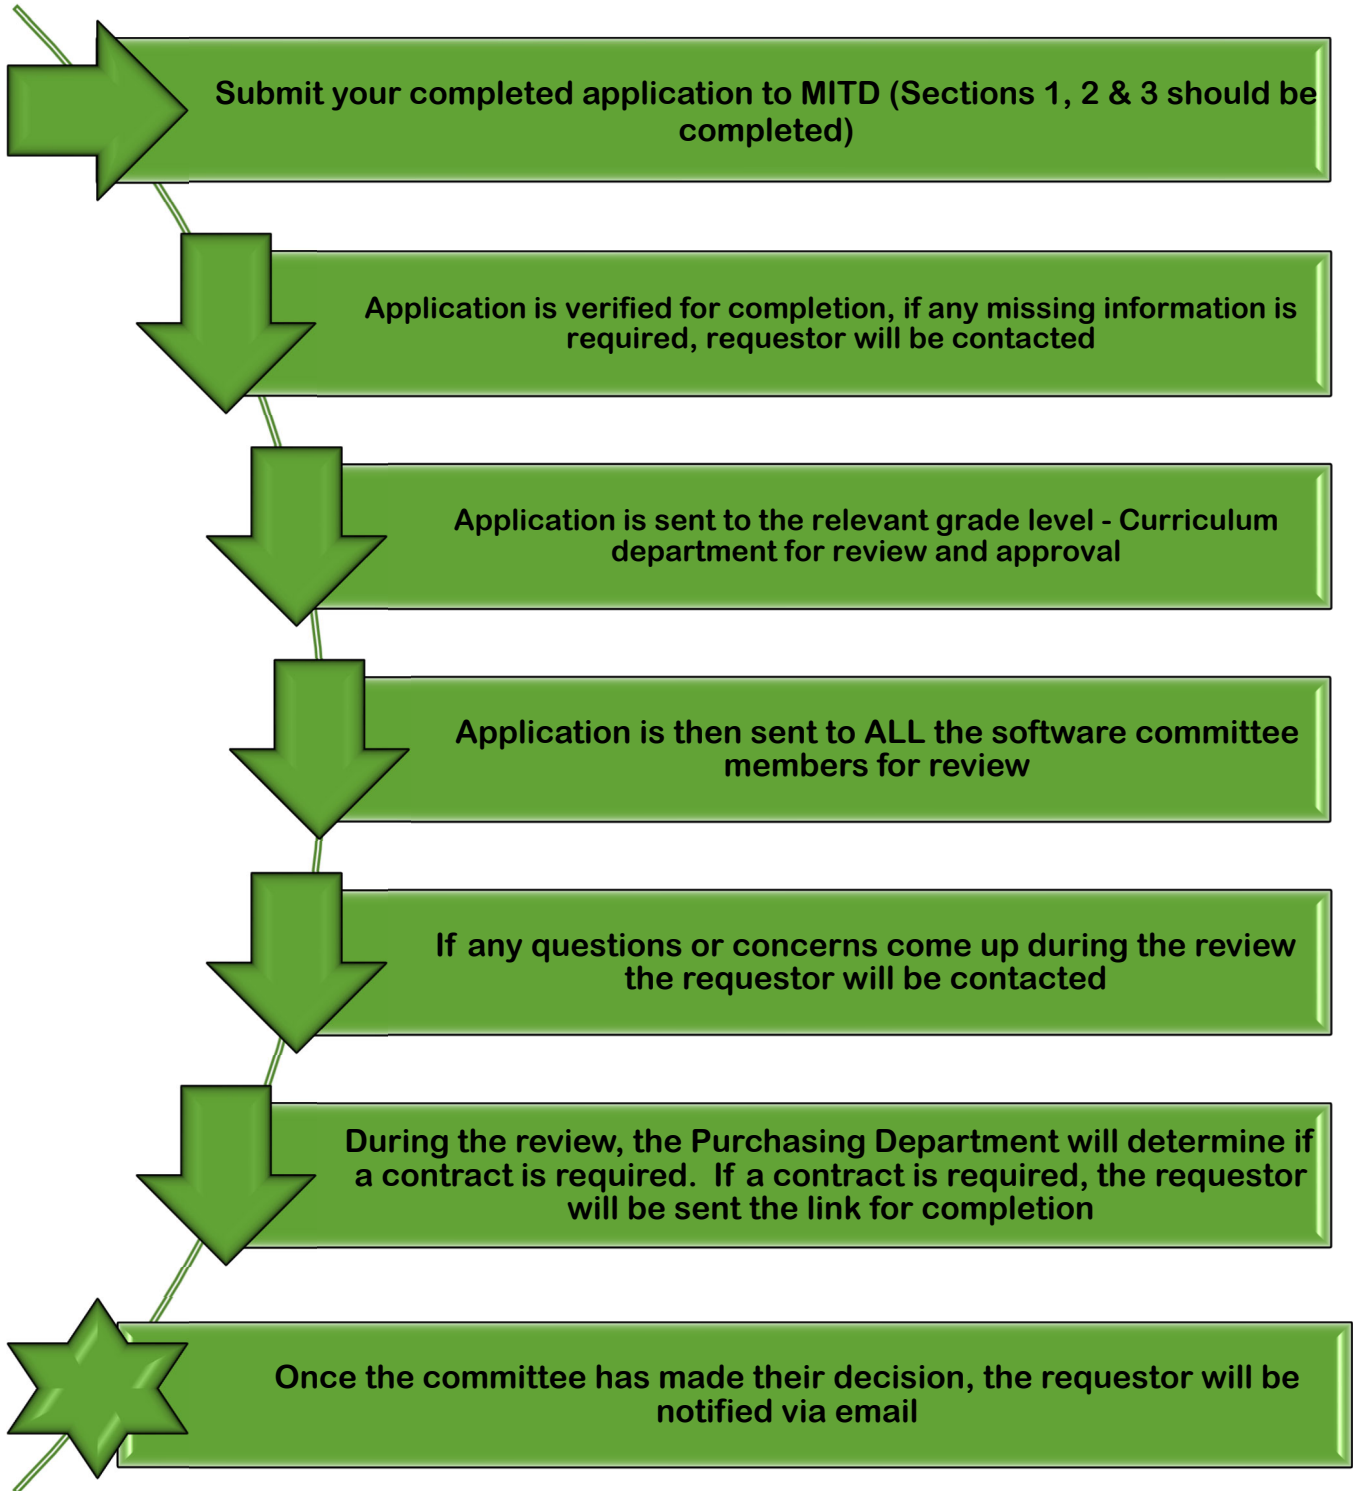 Submit your completed application to MITD (Sections 1, 2 & 3 should be
completed)
Application is verified for completion, if any missing information is
required, requestor will be contacted
Application is sent to the relevant grade level - Curriculum
department for review and approval
Application is then sent to ALL the software committee
members for review
If any questions or concerns come up during the review
the requestor will be contacted
During the review, the Purchasing Department will determine if
a contract is required.  If a contract is required, the requestor
will be sent the link for completion
Once the committee has made their decision, the requestor will be
notified via email